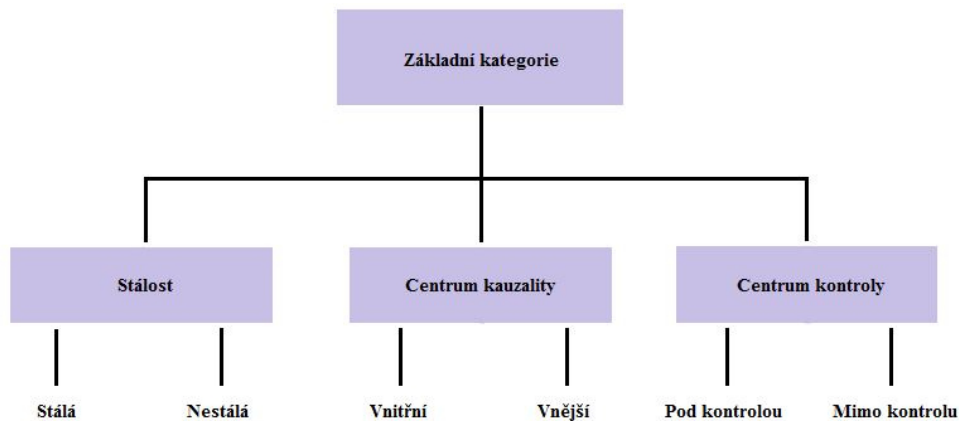 Základní kategorie
Stálost
Centrum kauzality
Centrum kontroly
Stálá
Nestálá
Vnitřní
Vnější
Pod kontrolou
Mimo kontrolu